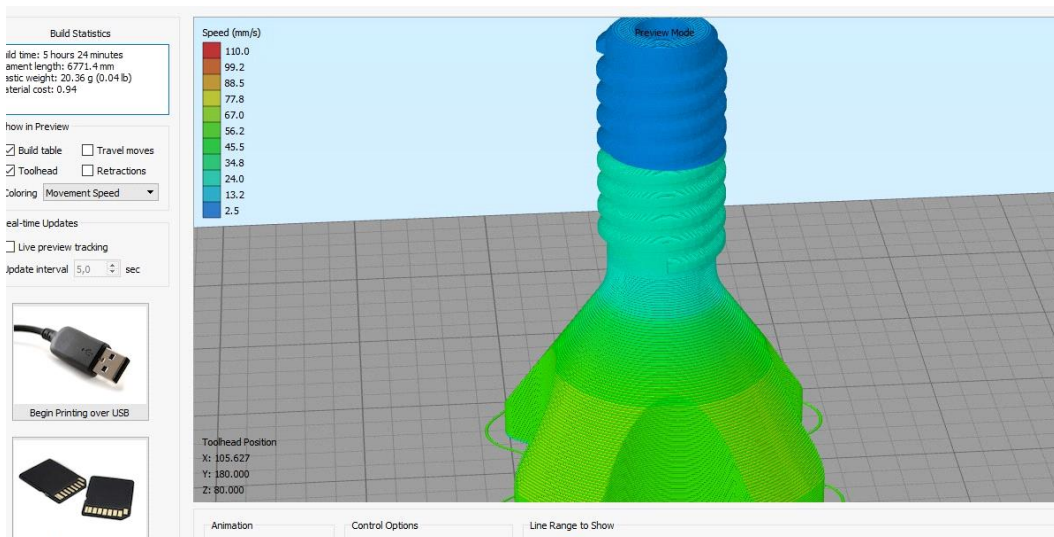 Build Statistics
ild time: 5 hours 24 minutes
ament length: 6771.4 mm
astic weight: 20.36 g (0.04 lb)
aterial cost: 0.94
how in Preview
Build table
Travel moves
Toolhead
Retractions
Coloring
Movement Speed
eal-time Updates
Live preview tracking
Update interval
5,0
sec
Begin Printing over USB
Speed (mm/s)
110.0
99.2
88.5
77.8
67.0
56.2
45.5
34.8
24.0
13.2
2.5
Preview Mode
Toolhead Position
X: 105.627
Y: 180.000
Z: 80.000
Animation
Control Options
Line Range to Show